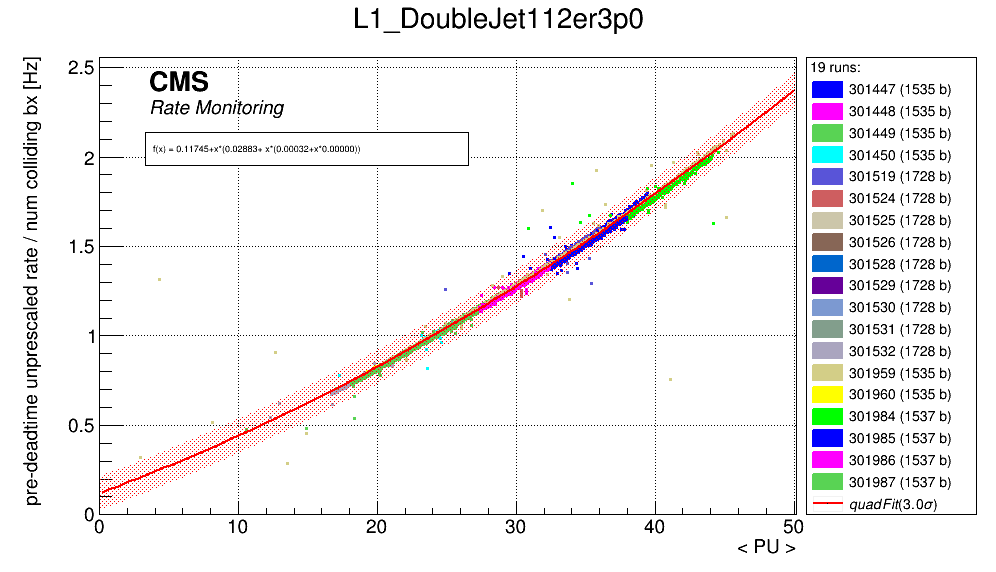 L1_DoubleJet112er3p0
pre-deadtime unprescaled rate / num colliding bx [Hz]
CMS
Rate Monitoring
f(x) = 0.11745+x*(0.02883+ x*(0.00032+x*0.00000))
2.5
2
1.5
1
0.5
0
0 10 20 30 40 50
< PU >
19 runs:
301447 (1535 b)
301448 (1535 b)
301449 (1535 b)
301450 (1535 b)
301519 (1728 b)
301524 (1728 b)
301525 (1728 b)
301526 (1728 b)
301528 (1728 b)
301529 (1728 b)
301530 (1728 b)
301531 (1728 b)
301532 (1728 b)
301959 (1535 b)
301960 (1535 b)
301984 (1537 b)
301985 (1537 b)
301986 (1537 b)
301987 (1537 b)
quadFit(3.0σ)